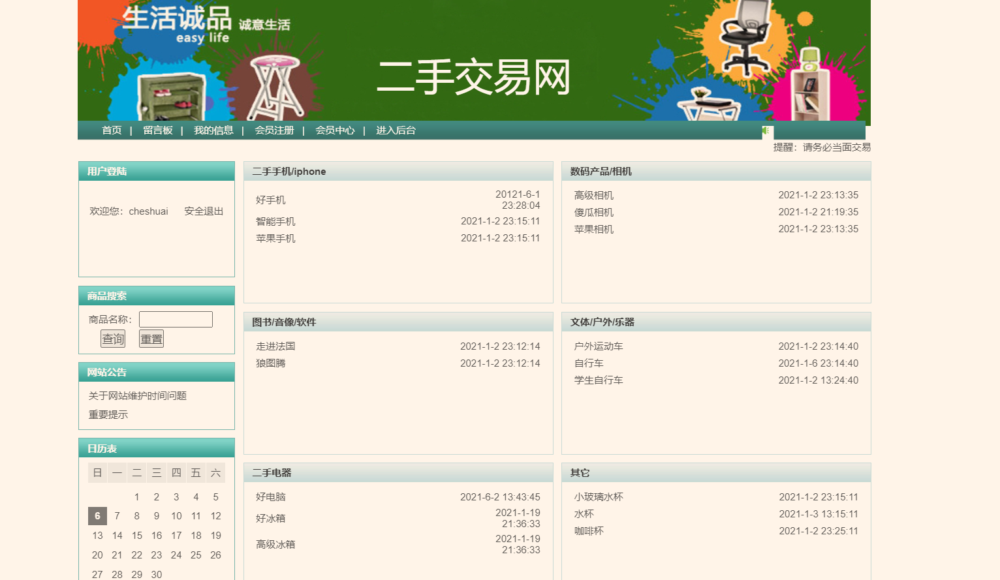 生活诚品 诚意生活
easy life
二手交易网
首页 | 留言板 | 我的信息 | 会员注册 | 会员中心 | 进入后台
提醒：请务必当面交易
用户登陆
欢迎您：cheshuai 安全退出
商品搜索
商品名称：
查询 重置
网站公告
关于网站维护时间问题
重要提示
日历表
日 一 二 三 四 五 六
1 2 3 4 5
6 7 8 9 10 11 12
13 14 15 16 17 18 19
20 21 22 23 24 25 26
27 28 29 30
二手手机/iphone
好手机 20121-6-1
23:28:04
智能手机 2021-1-2 23:15:11
苹果手机 2021-1-2 23:15:11
数码产品/相机
高级相机 2021-1-2 23:13:35
傻瓜相机 2021-1-2 21:19:35
苹果相机 2021-1-2 23:13:35
图书/音像/软件
走进法国 2021-1-2 23:12:14
狼图腾 2021-1-2 23:12:14
文体/户外/乐器
户外运动车 2021-1-2 23:14:40
自行车 2021-1-6 23:14:40
学生自行车 2021-1-2 13:24:40
二手电器
好电脑 2021-6-2 13:43:45
好冰箱 2021-1-19
21:36:33
高级冰箱 2021-1-19
21:36:33
其它
小玻璃水杯 2021-1-2 23:15:11
水杯 2021-1-3 13:15:11
咖啡杯 2021-1-2 23:25:11